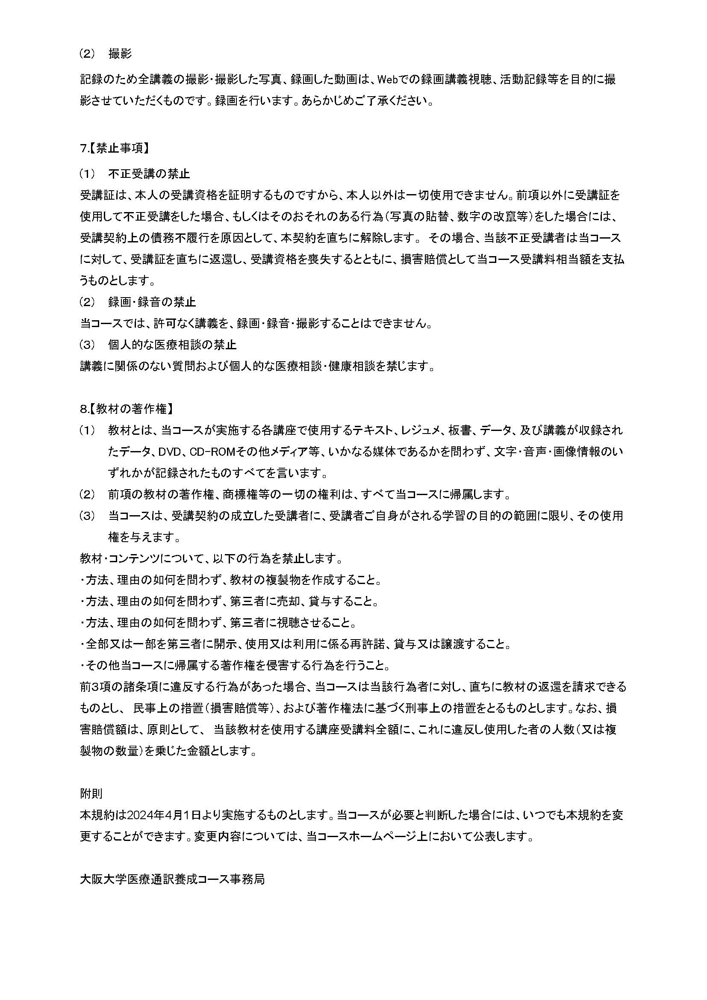 (2)　撮影
記録のため全講義の撮影・撮影した写真、録画した動画は、Webでの録画講義視聴、活動記録等を目的に撮
影させていただくものです。録画を行います。あらかじめご了承ください。
7.【禁止事項】
(1)　不正受講の禁止
受講証は、本人の受講資格を証明するものですから、本人以外は一切使用できません。前項以外に受講証を
使用して不正受講をした場合、もしくはそのおそれのある行為（写真の貼替、数字の改竄等）をした場合には、
受講契約上の債務不履行を原因として、本契約を直ちに解除します。 その場合、当該不正受講者は当コース
に対して、受講証を直ちに返還し、受講資格を喪失するとともに、損害賠償として当コース受講料相当額を支払
うものとします。
(2)　録画・録音の禁止
当コースでは、許可なく講義を、録画・録音・撮影することはできません。
(3)　個人的な医療相談の禁止
講義に関係のない質問および個人的な医療相談・健康相談を禁じます。
8.【教材の著作権】
(1)　教材とは、当コースが実施する各講座で使用するテキスト、レジュメ、板書、データ、及び講義が収録され
たデータ、DVD、CD-ROMその他メディア等、いかなる媒体であるかを問わず、文字・音声・画像情報のい
ずれかが記録されたものすべてを言います。
(2)　前項の教材の著作権、商標権等の一切の権利は、すべて当コースに帰属します。
(3)　当コースは、受講契約の成立した受講者に、受講者ご自身がされる学習の目的の範囲に限り、その使用
権を与えます。
教材・コンテンツについて、以下の行為を禁止します。
・方法、理由の如何を問わず、教材の複製物を作成すること。
・方法、理由の如何を問わず、第三者に売却、貸与すること。
・方法、理由の如何を問わず、第三者に視聴させること。
・全部又は一部を第三者に開示、使用又は利用に係る再許諾、貸与又は譲渡すること。
・その他当コースに帰属する著作権を侵害する行為を行うこと。
前3項の諸条項に違反する行為があった場合、当コースは当該行為者に対し、直ちに教材の返還を請求できる
ものとし、 民事上の措置（損害賠償等）、および著作権法に基づく刑事上の措置をとるものとします。なお、損
害賠償額は、原則として、 当該教材を使用する講座受講料全額に、これに違反し使用した者の人数（又は複
製物の数量）を乗じた金額とします。
附則
本規約は2024年4月1日より実施するものとします。当コースが必要と判断した場合には、いつでも本規約を変
更することができます。変更内容については、当コースホームページ上において公表します。
大阪大学医療通訳養成コース事務局